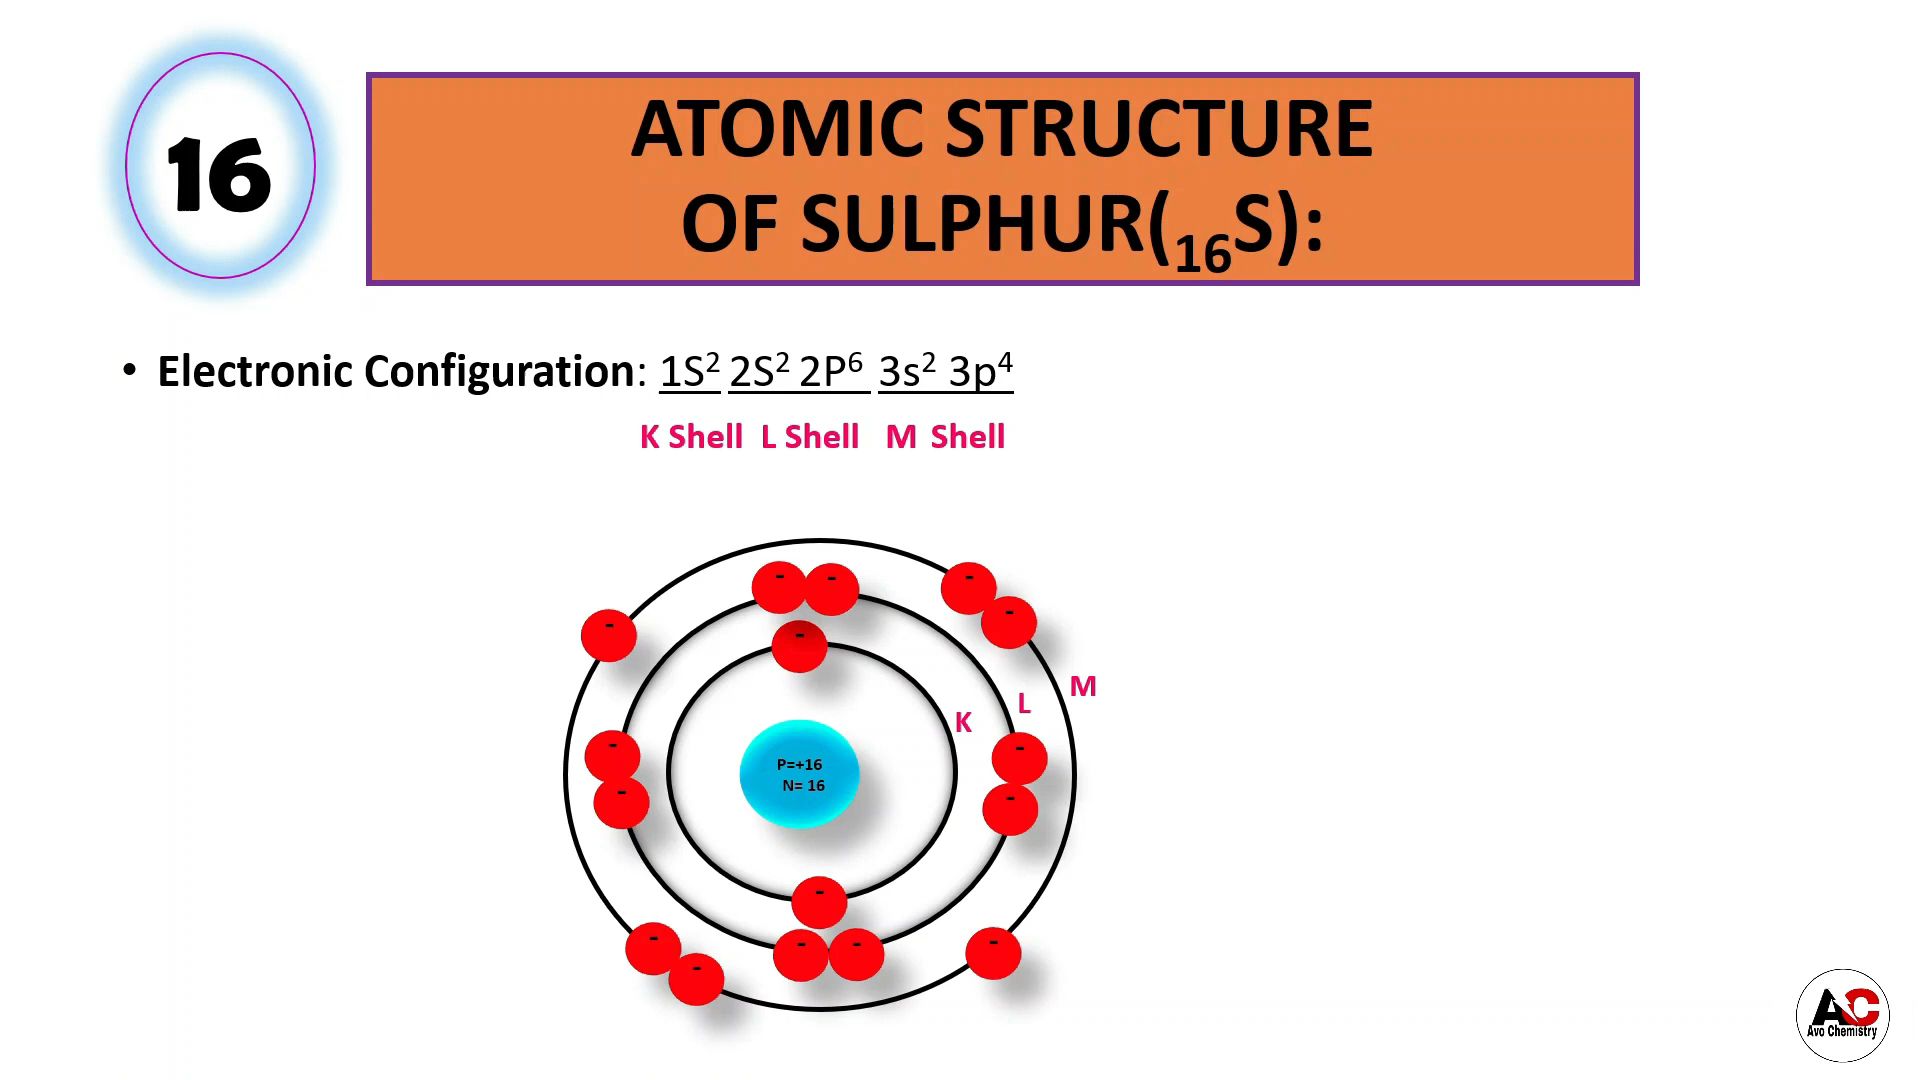 16
ATOMIC STRUCTURE
OF SULPHUR(₁₆S):
• Electronic Configuration: 1S² 2S² 2P⁶ 3s² 3p⁴
K Shell L Shell M Shell
- - -
- -
-
M
L
K
- -
P=+16
N= 16
- -
-
- - - - -
AC
Avo Chemistry